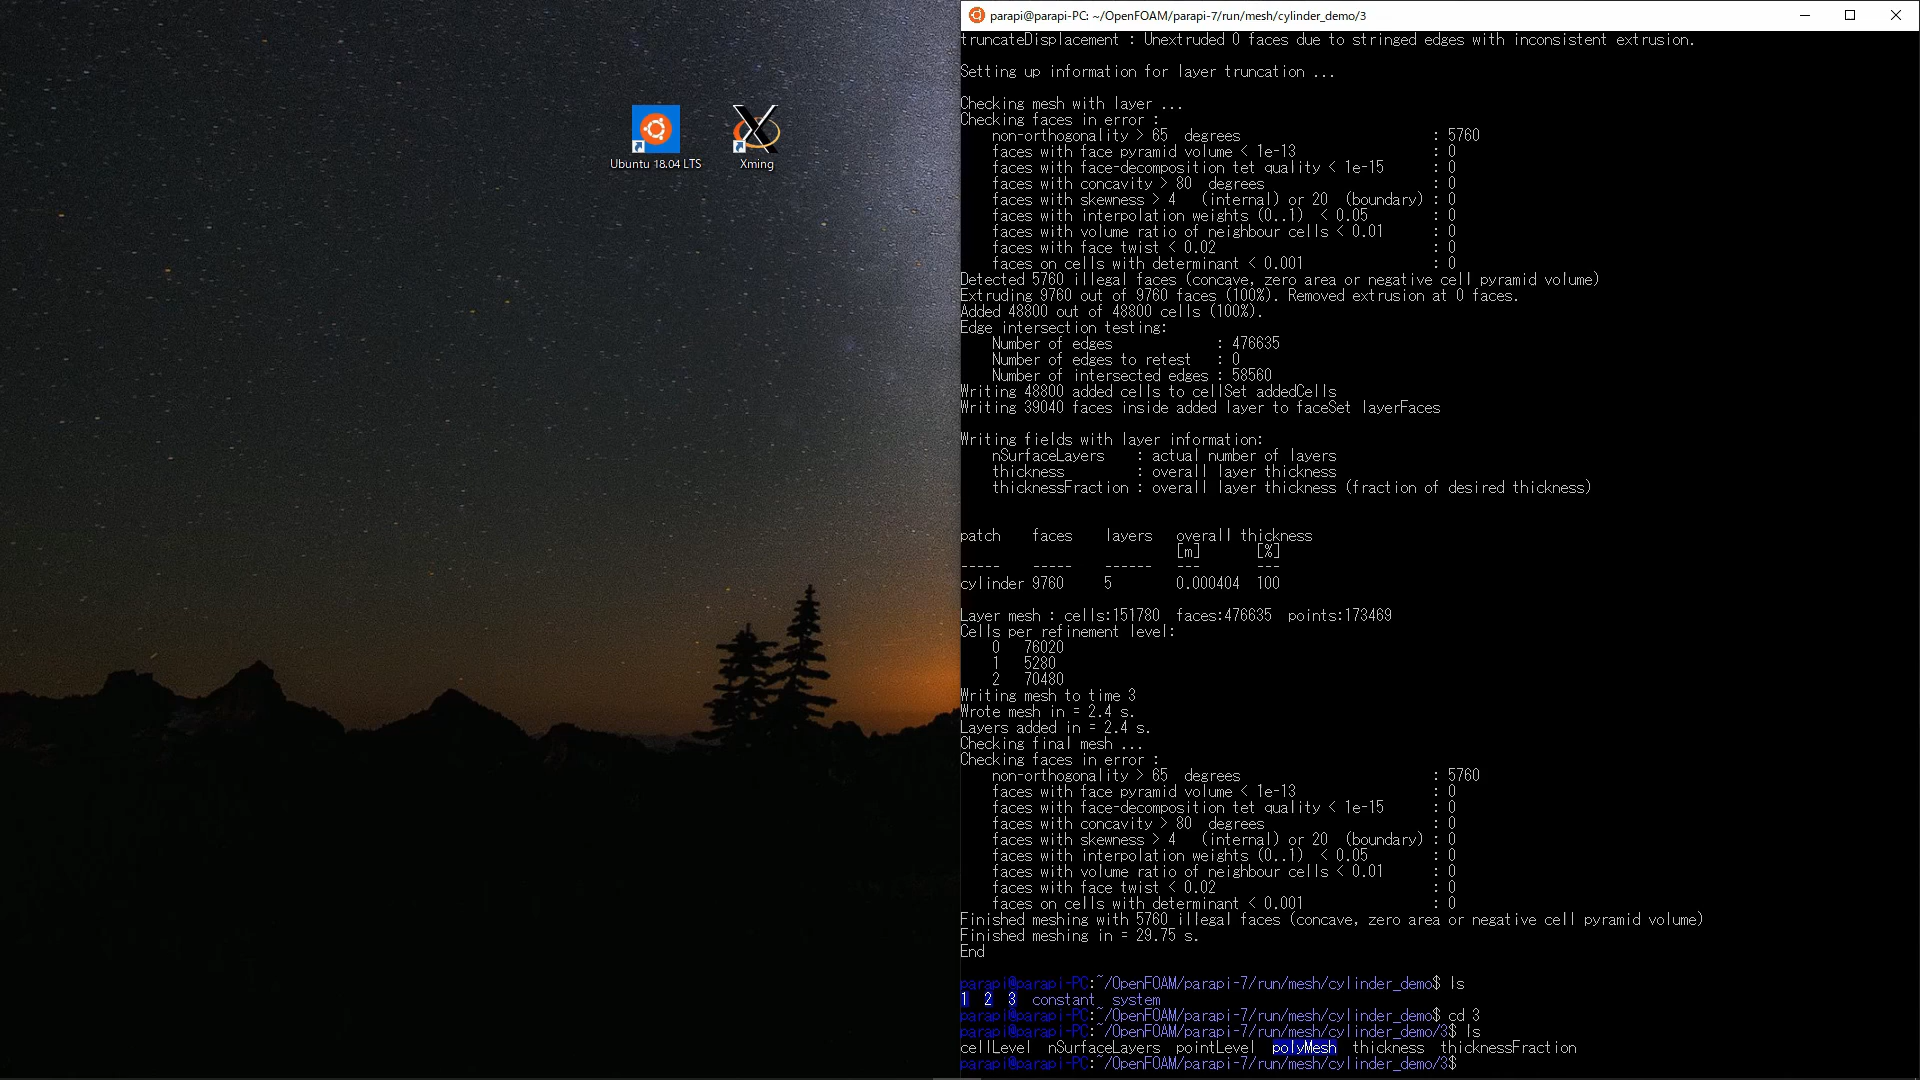 Ubuntu 18.04 LTS
Xming
parapi@parapi-PC: ~/OpenFOAM/parapi-7/run/mesh/cylinder_demo/3
truncateDisplacement : Unextruded 0 faces due to stringed edges with inconsistent extrusion.
Setting up information for layer truncation ...
Checking mesh with layer ...
Checking faces in error :
non-orthogonality > 65  degrees : 5760
faces with face pyramid volume < 1e-13 : 0
faces with face-decomposition tet quality < 1e-15 : 0
faces with concavity > 80  degrees : 0
faces with skewness > 4   (internal) or 20  (boundary) : 0
faces with interpolation weights (0..1)  < 0.05 : 0
faces with volume ratio of neighbour cells < 0.01 : 0
faces with face twist < 0.02 : 0
faces on cells with determinant < 0.001 : 0
Detected 5760 illegal faces (concave, zero area or negative cell pyramid volume)
Extruding 9760 out of 9760 faces (100%). Removed extrusion at 0 faces.
Added 48800 out of 48800 cells (100%).
Edge intersection testing:
Number of edges : 476635
Number of edges to retest : 0
Number of intersected edges : 58560
Writing 48800 added cells to cellSet addedCells
Writing 39040 faces inside added layer to faceSet layerFaces
Writing fields with layer information:
nSurfaceLayers : actual number of layers
thickness : overall layer thickness
thicknessFraction : overall layer thickness (fraction of desired thickness)
patch faces layers overall thickness
[m] [%]
----- ----- ------ --- ---
cylinder 9760 5 0.000404 100
Layer mesh : cells:151780  faces:476635  points:173469
Cells per refinement level:
0 76020
1 5280
2 70480
Writing mesh to time 3
Wrote mesh in = 2.4 s.
Layers added in = 2.4 s.
Checking final mesh ...
Checking faces in error :
non-orthogonality > 65  degrees : 5760
faces with face pyramid volume < 1e-13 : 0
faces with face-decomposition tet quality < 1e-15 : 0
faces with concavity > 80  degrees : 0
faces with skewness > 4   (internal) or 20  (boundary) : 0
faces with interpolation weights (0..1)  < 0.05 : 0
faces with volume ratio of neighbour cells < 0.01 : 0
faces with face twist < 0.02 : 0
faces on cells with determinant < 0.001 : 0
Finished meshing with 5760 illegal faces (concave, zero area or negative cell pyramid volume)
Finished meshing in = 29.75 s.
End
parapi@parapi-PC:~/OpenFOAM/parapi-7/run/mesh/cylinder_demo$ ls
1  2  3  constant  system
parapi@parapi-PC:~/OpenFOAM/parapi-7/run/mesh/cylinder_demo$ cd 3
parapi@parapi-PC:~/OpenFOAM/parapi-7/run/mesh/cylinder_demo/3$ ls
cellLevel  nSurfaceLayers  pointLevel  polyMesh  thickness  thicknessFraction
parapi@parapi-PC:~/OpenFOAM/parapi-7/run/mesh/cylinder_demo/3$